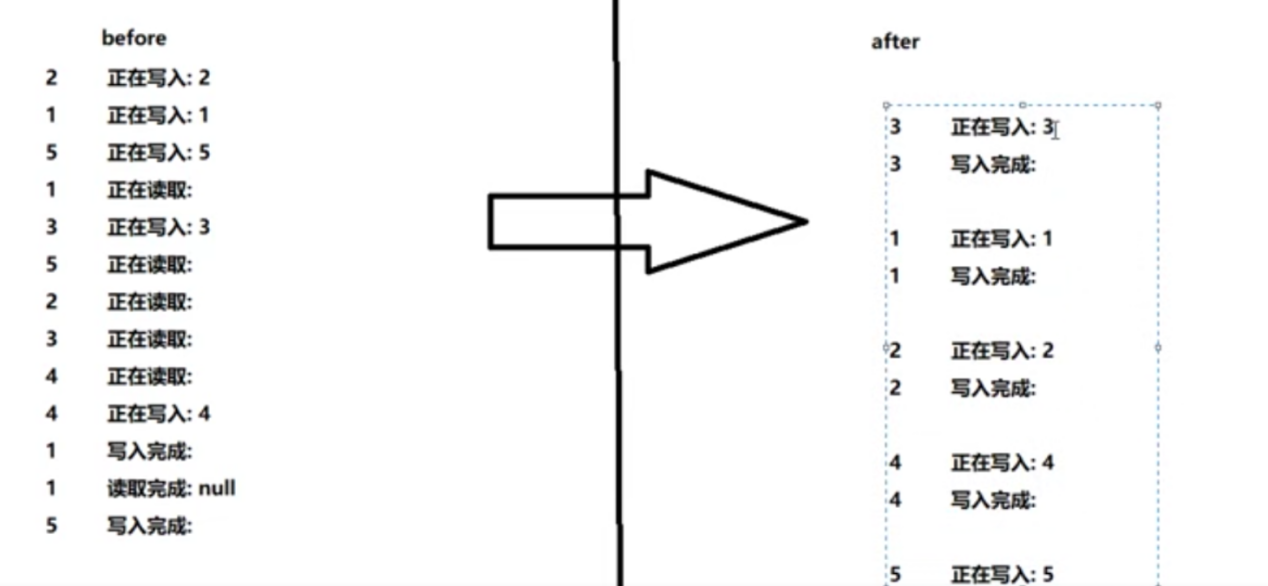 before
2 正在写入: 2
1 正在写入: 1
5 正在写入: 5
1 正在读取:
3 正在写入: 3
5 正在读取:
2 正在读取:
3 正在读取:
4 正在读取:
4 正在写入: 4
1 写入完成:
1 读取完成: null
5 写入完成:
after
3 正在写入: 3
3 写入完成:
1 正在写入: 1
1 写入完成:
2 正在写入: 2
2 写入完成:
4 正在写入: 4
4 写入完成:
5 正在写入: 5